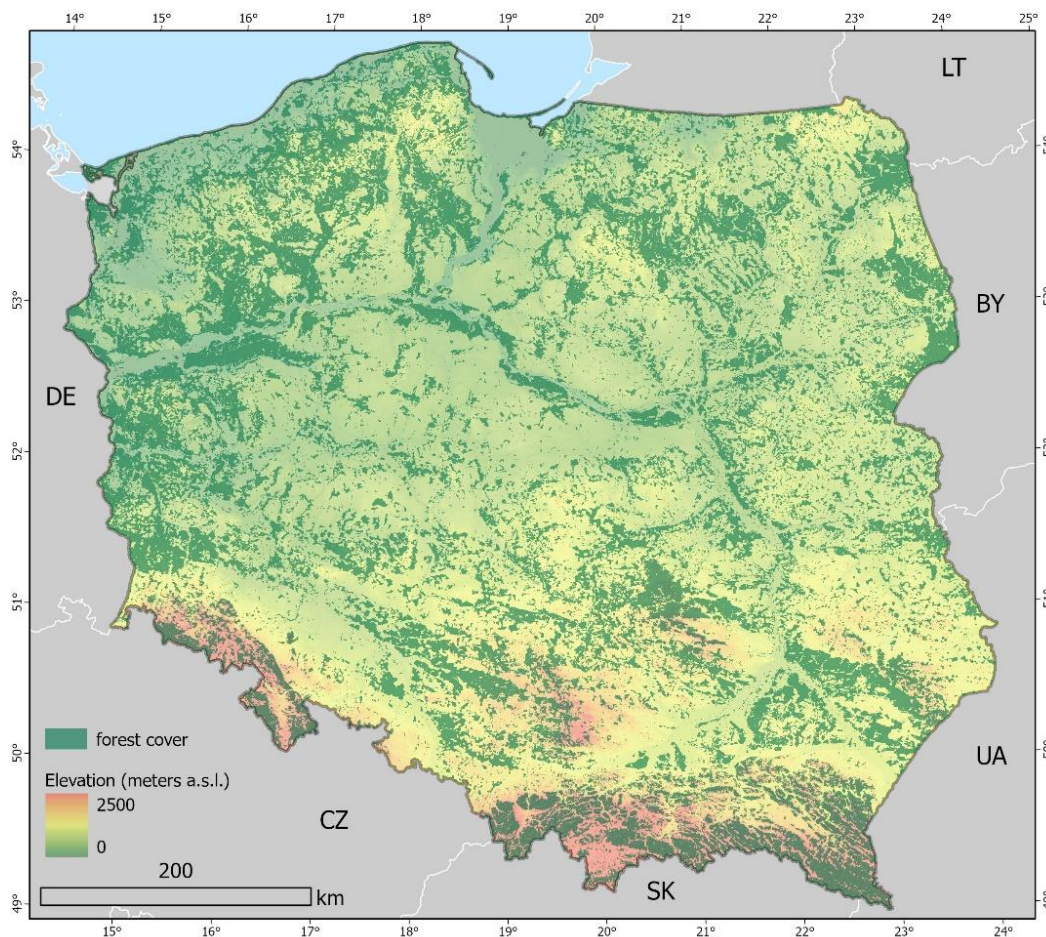 14° 15° 16° 17° 18° 19° 20° 21° 22° 23° 24° 25°
LT
54°
53°
BY
DE
52°
51°
forest cover
50°
UA
Elevation (meters a.s.l.)
2500
0
CZ
200
km
SK
49°
15° 16° 17° 18° 19° 20° 21° 22° 23° 24°